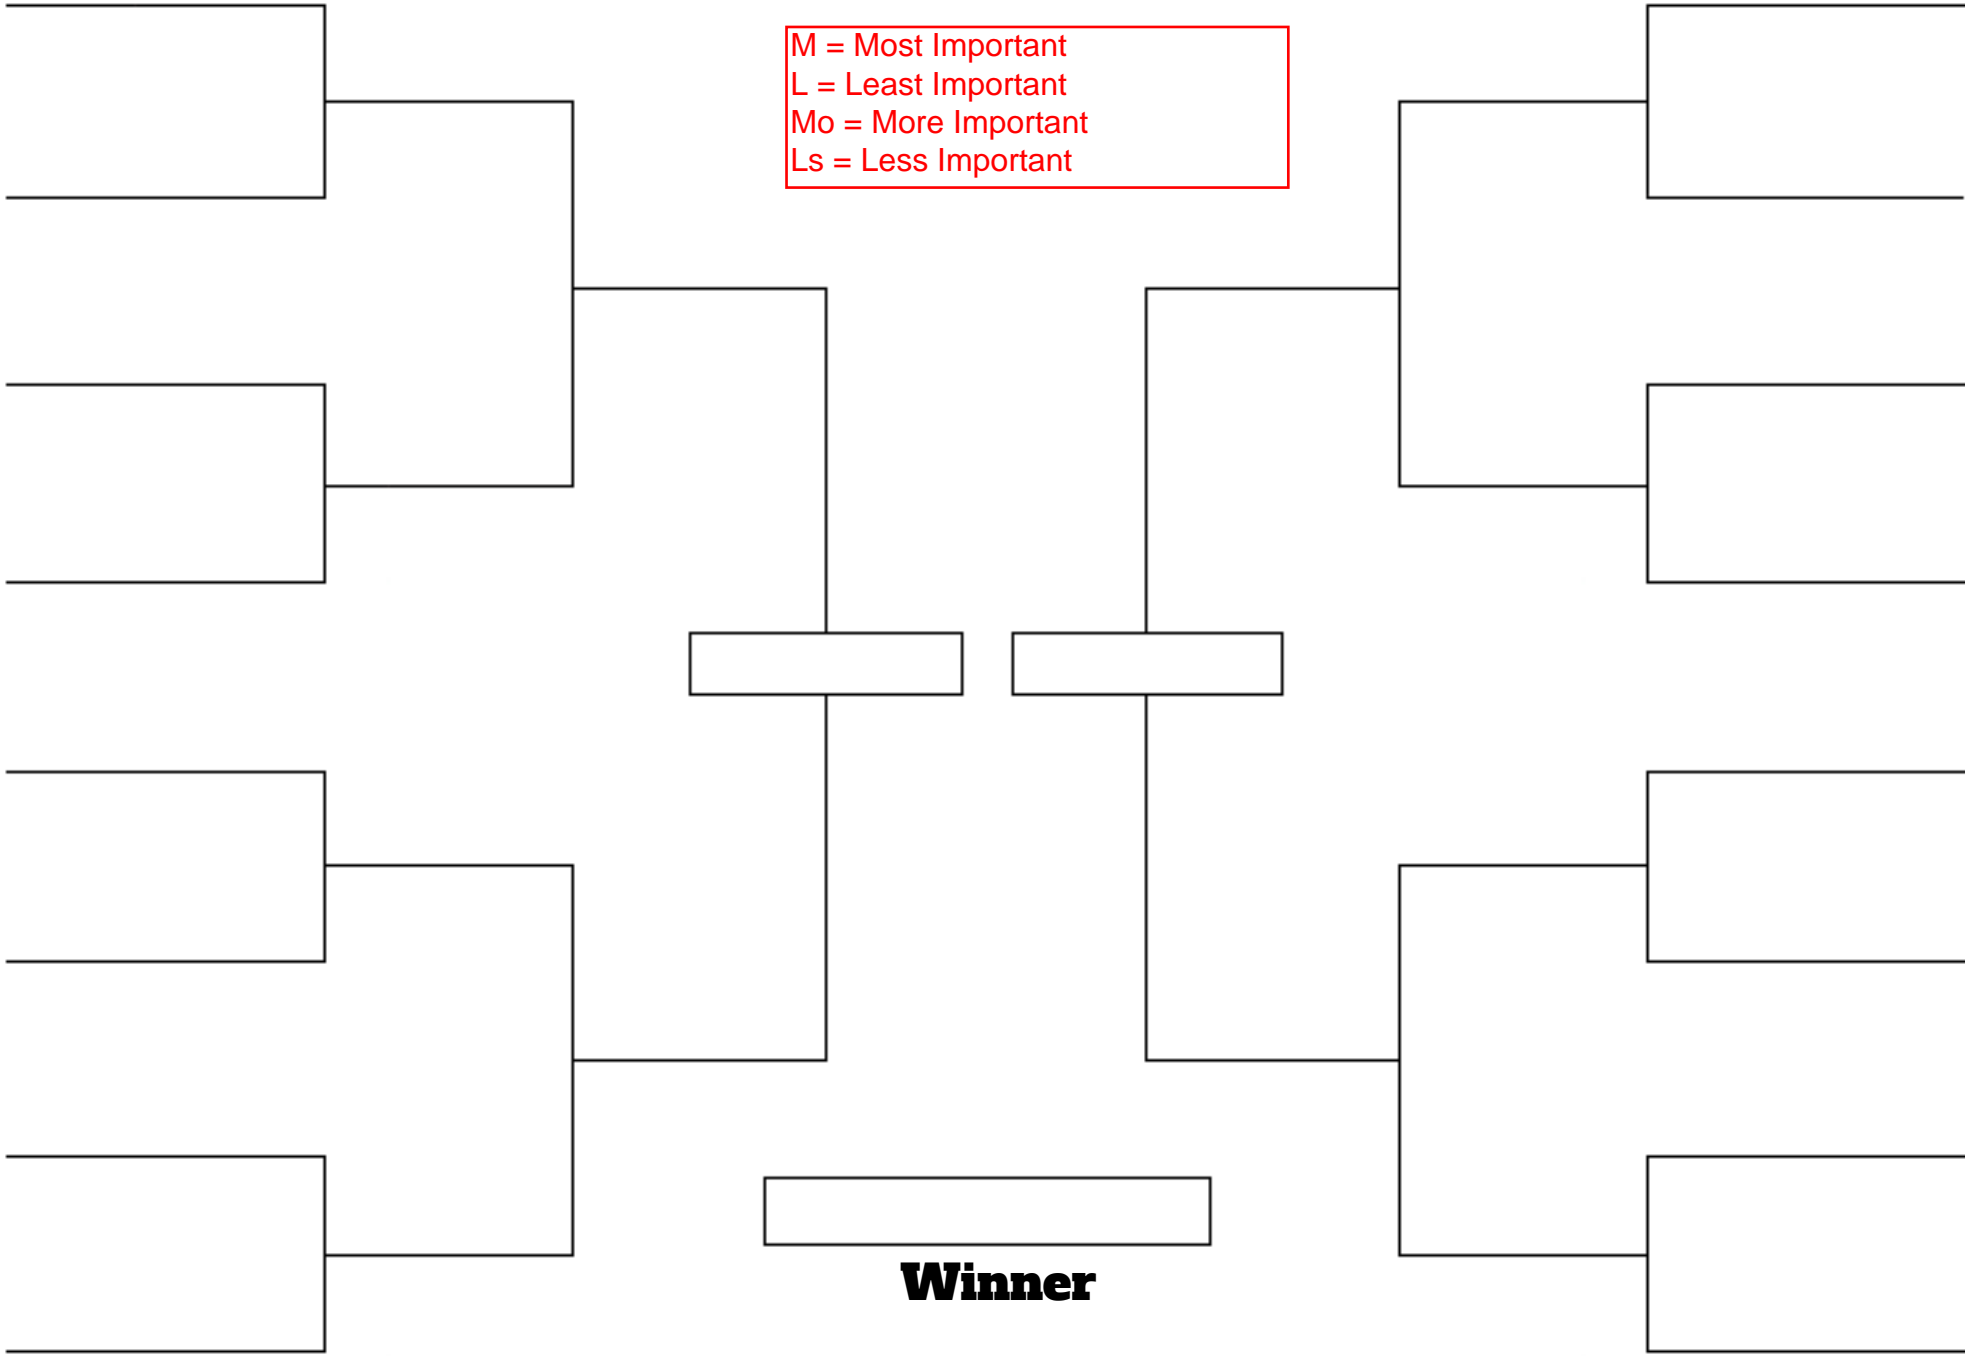 M = Most Important
L = Least Important
Mo = More Important
Ls = Less Important
Winner